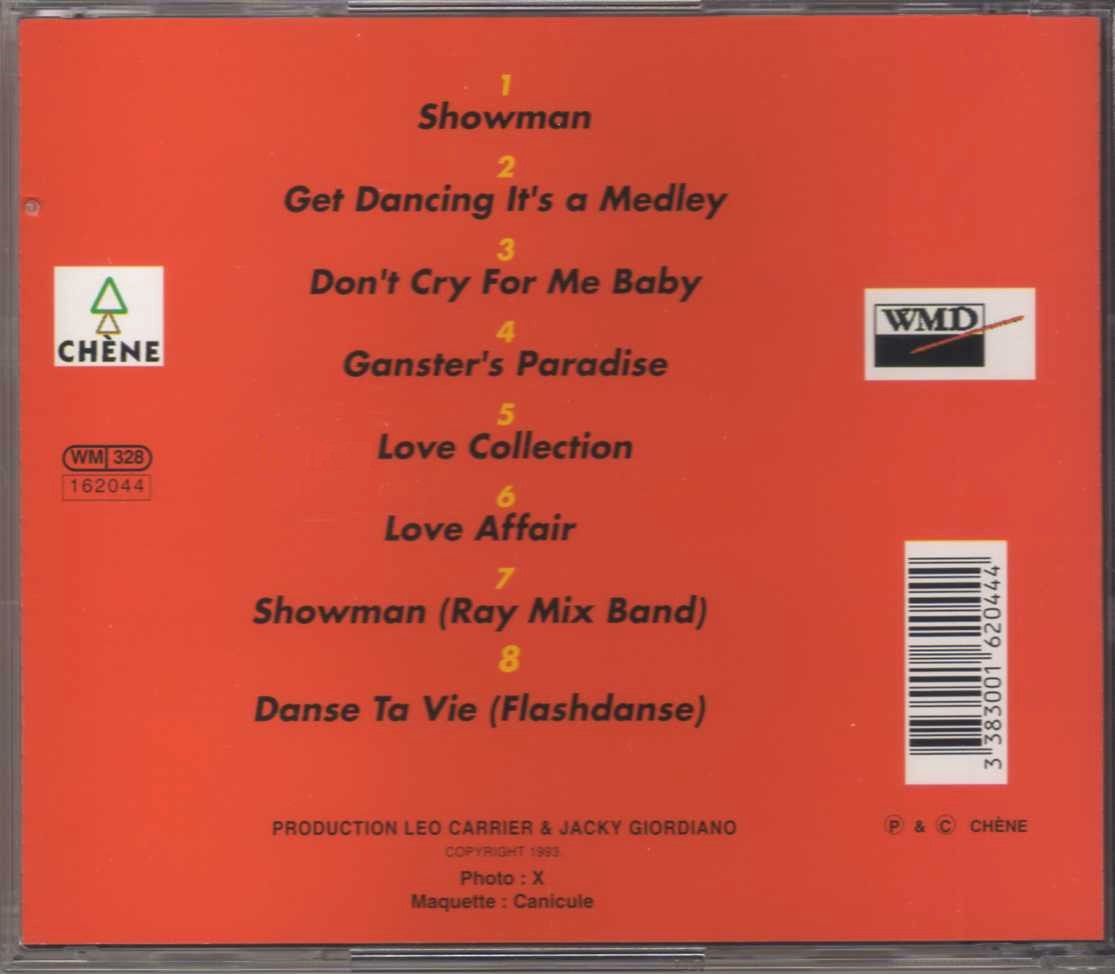 1
Showman
2
Get Dancing It's a Medley
3
Don't Cry For Me Baby
4
Ganster's Paradise
5
Love Collection
6
Love Affair
7
Showman (Ray Mix Band)
8
Danse Ta Vie (Flashdanse)
CHÈNE
WM 328
162044
WMD
3 383001 620444
PRODUCTION LEO CARRIER & JACKY GIORDIANO
COPYRIGHT 1993.
Photo : X
Maquette : Canicule
Ⓟ & © CHÈNE